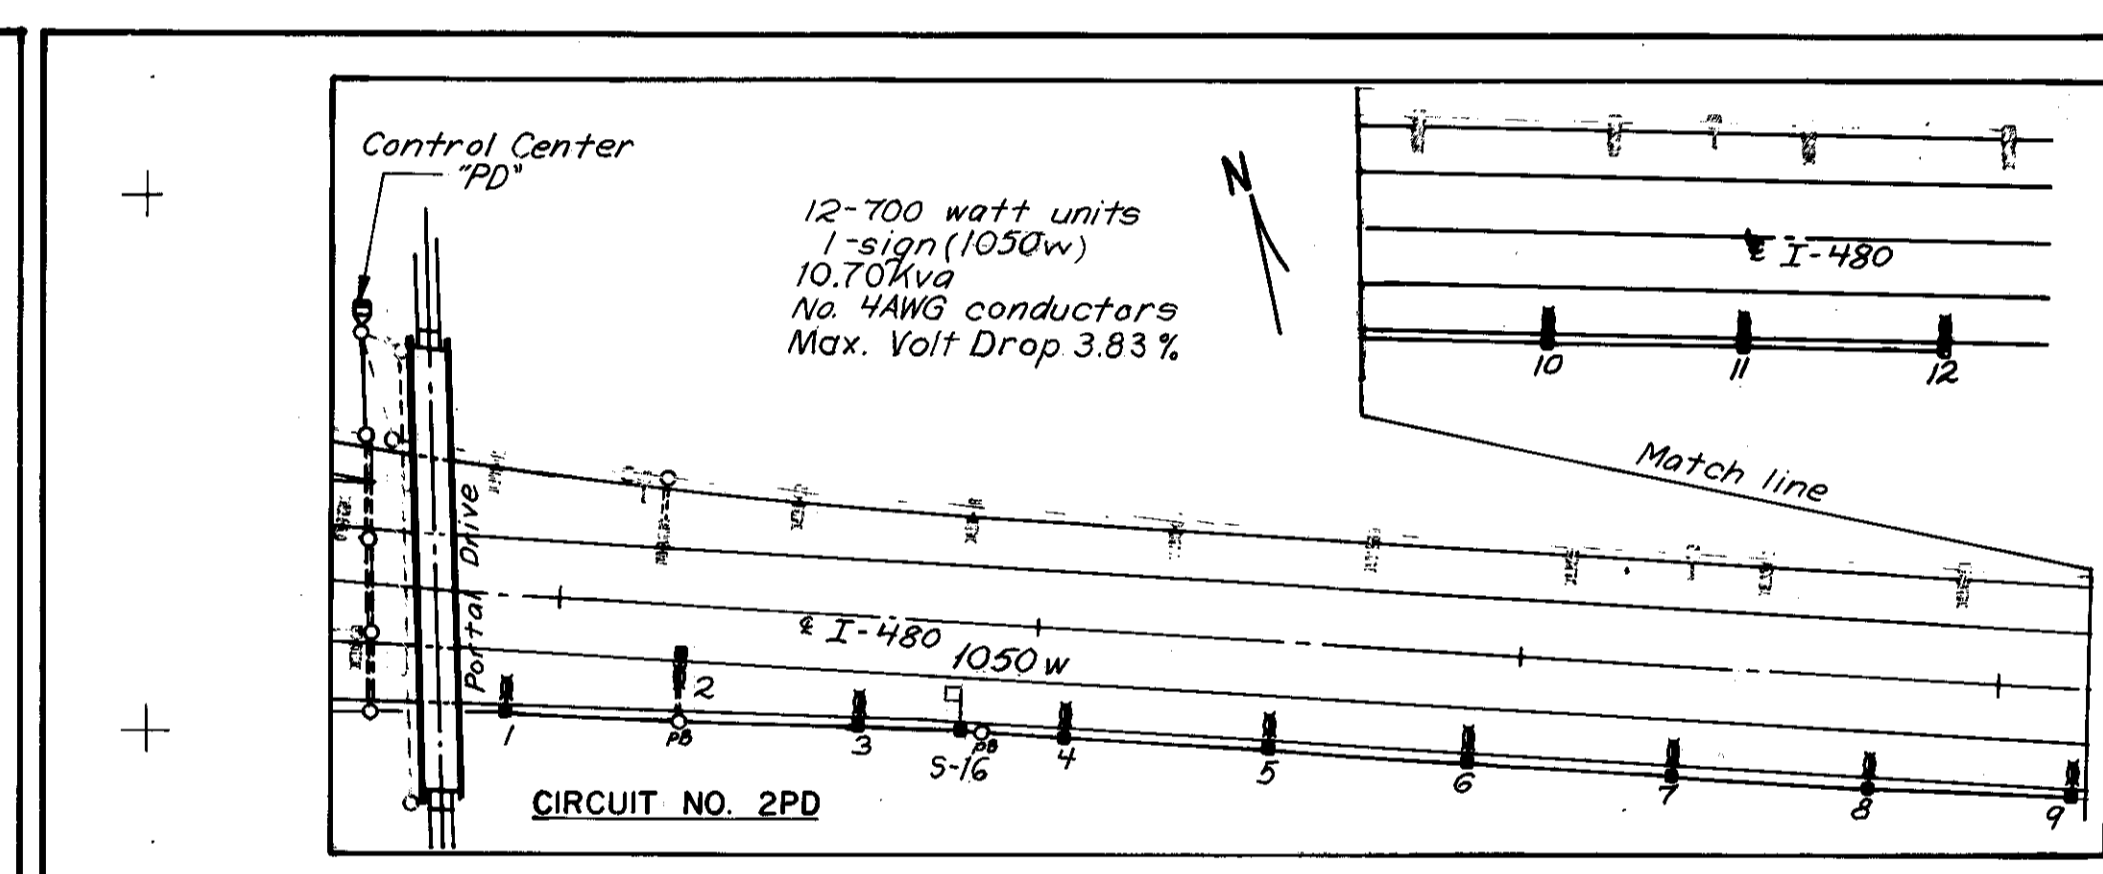 Control Center
"PD"
12-700 watt units
1-sign (1050w)
10.70 Kva
No. 4AWG conductors
Max. Volt Drop 3.83 %
N
℄ I-480
10
11
12
Match line
Portal Drive
℄ I-480
1050 w
1
2
PB
3
S-16
PB
4
5
6
7
8
9
CIRCUIT NO. 2PD